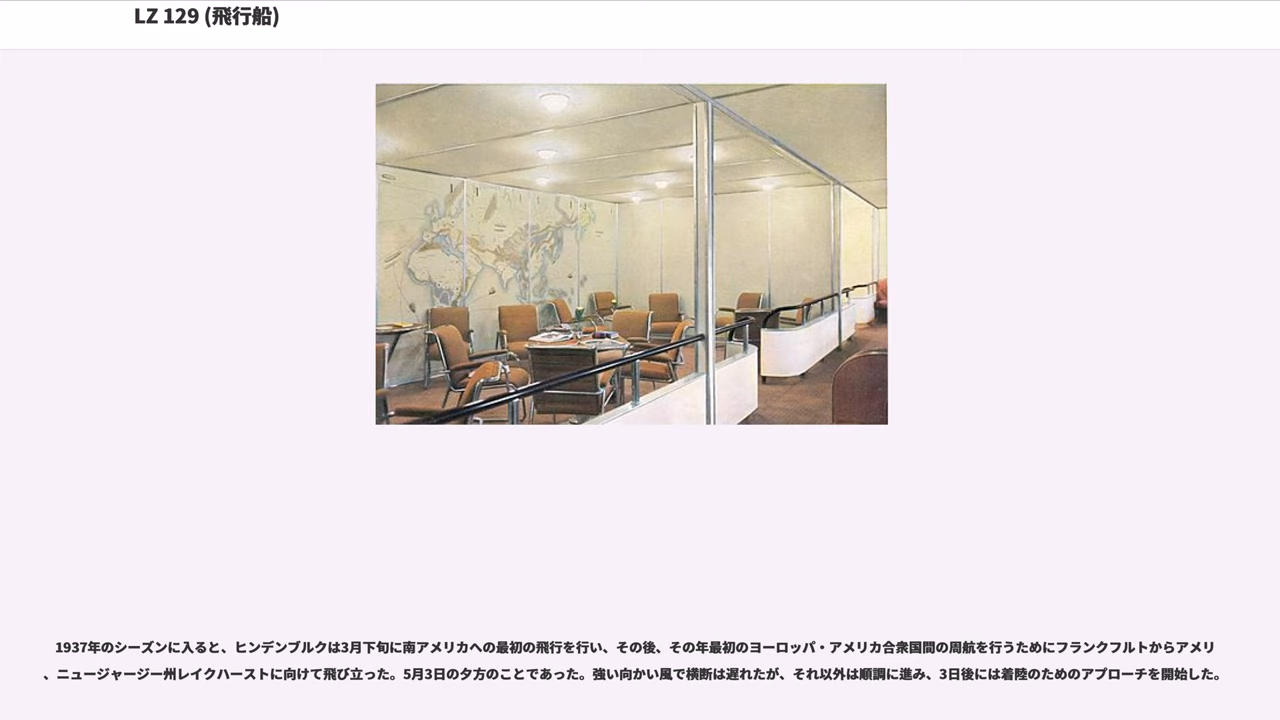 LZ 129 (飛行船)
1937年のシーズンに入ると、ヒンデンブルクは3月下旬に南アメリカへの最初の飛行を行い、その後、その年最初のヨーロッパ・アメリカ合衆国間の周航を行うためにフランクフルトからアメリ
、ニュージャージー州レイクハーストに向けて飛び立った。5月3日の夕方のことであった。強い向かい風で横断は遅れたが、それ以外は順調に進み、3日後には着陸のためのアプローチを開始した。